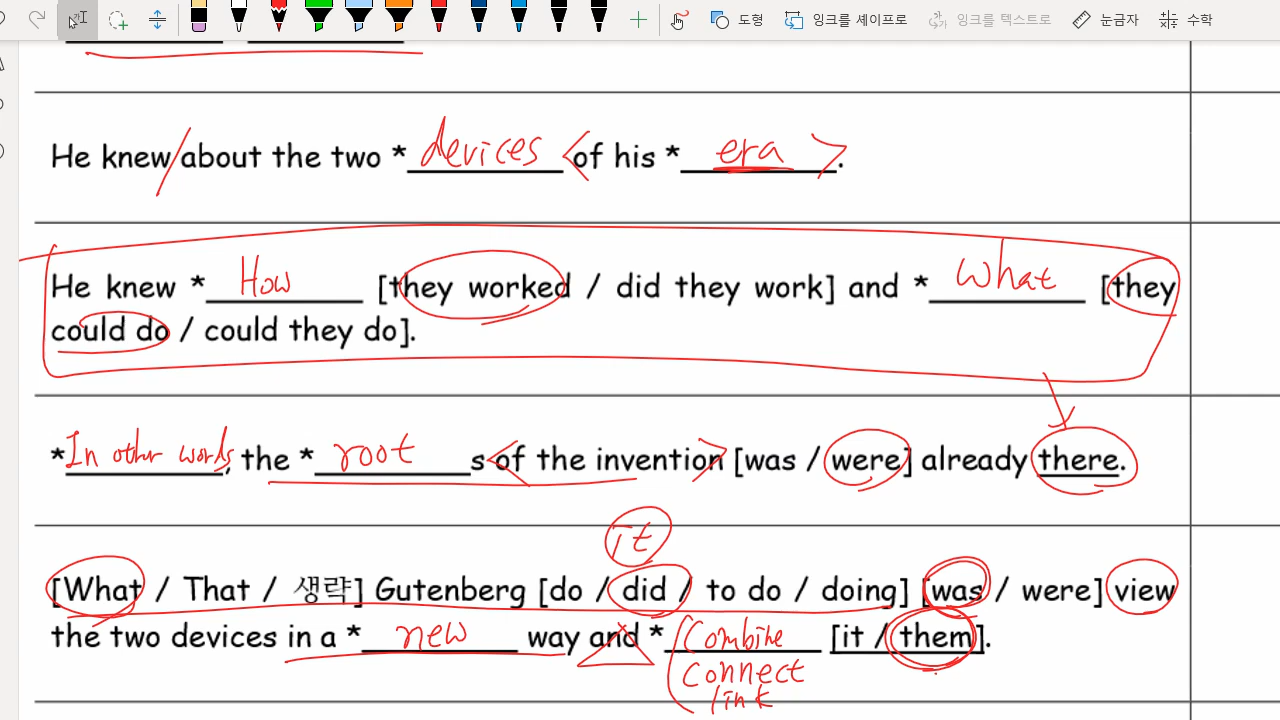 도형 잉크를 셰이프로 잉크를 텍스트로 눈금자 수학
He knew about the two * devices of his * era.
He knew * How [they worked / did they work] and * what [they
could do / could they do].
*In other words, the * roots of the invention [was / were] already there.
it
[What / That / 생략] Gutenberg [do / did / to do / doing] [was / were] view
the two devices in a * new way and * Combine [it / them].
Connect
link